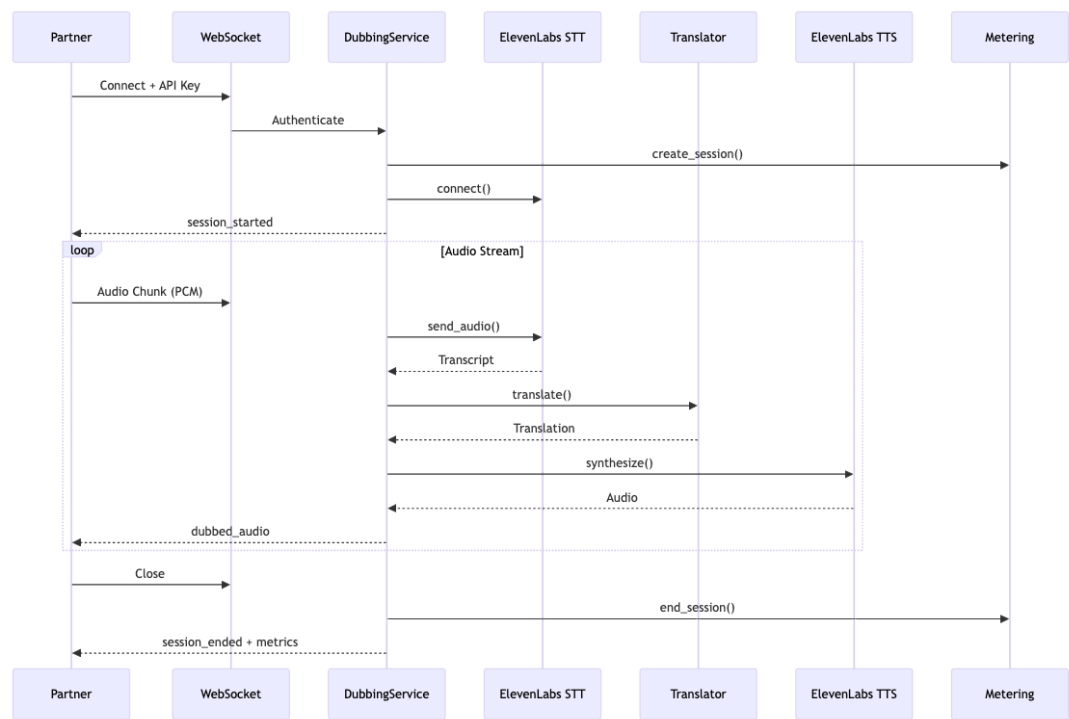 Partner WebSocket DubbingService ElevenLabs STT Translator ElevenLabs TTS Metering
Connect + API Key
Authenticate
create_session()
connect()
session_started
loop [Audio Stream]
Audio Chunk (PCM)
send_audio()
Transcript
translate()
Translation
synthesize()
Audio
dubbed_audio
Close
end_session()
session_ended + metrics
Partner WebSocket DubbingService ElevenLabs STT Translator ElevenLabs TTS Metering